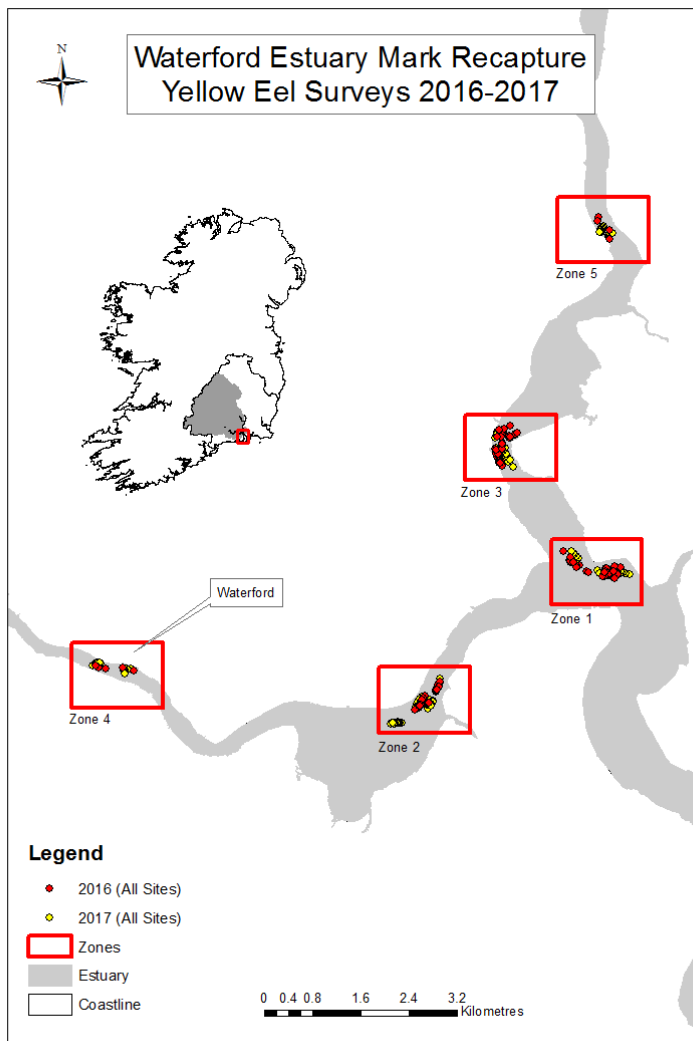 Waterford Estuary Mark Recapture
Yellow Eel Surveys 2016-2017
N
Zone 5
Zone 3
Zone 1
Waterford
Zone 4
Zone 2
Legend
2016 (All Sites)
2017 (All Sites)
Zones
Estuary
Coastline
0 0.4 0.8 1.6 2.4 3.2
Kilometres